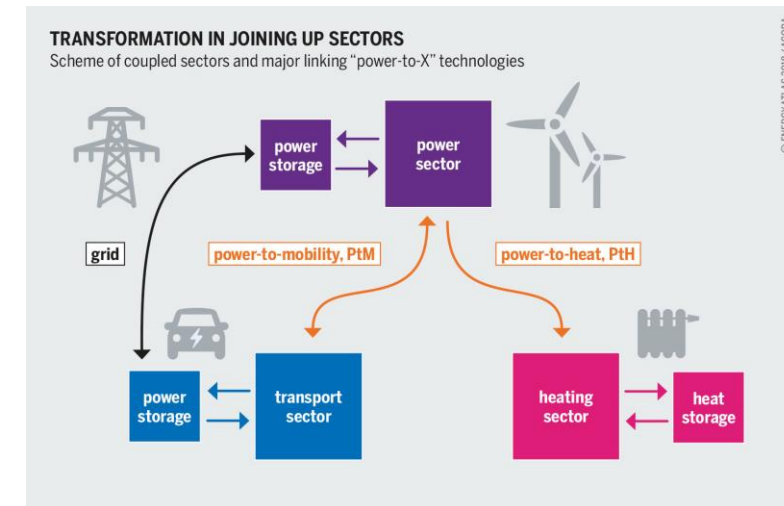 TRANSFORMATION IN JOINING UP SECTORS
Scheme of coupled sectors and major linking “power-to-X” technologies
power
storage
power
sector
grid
power-to-mobility, PtM
power-to-heat, PtH
power
storage
transport
sector
heating
sector
heat
storage